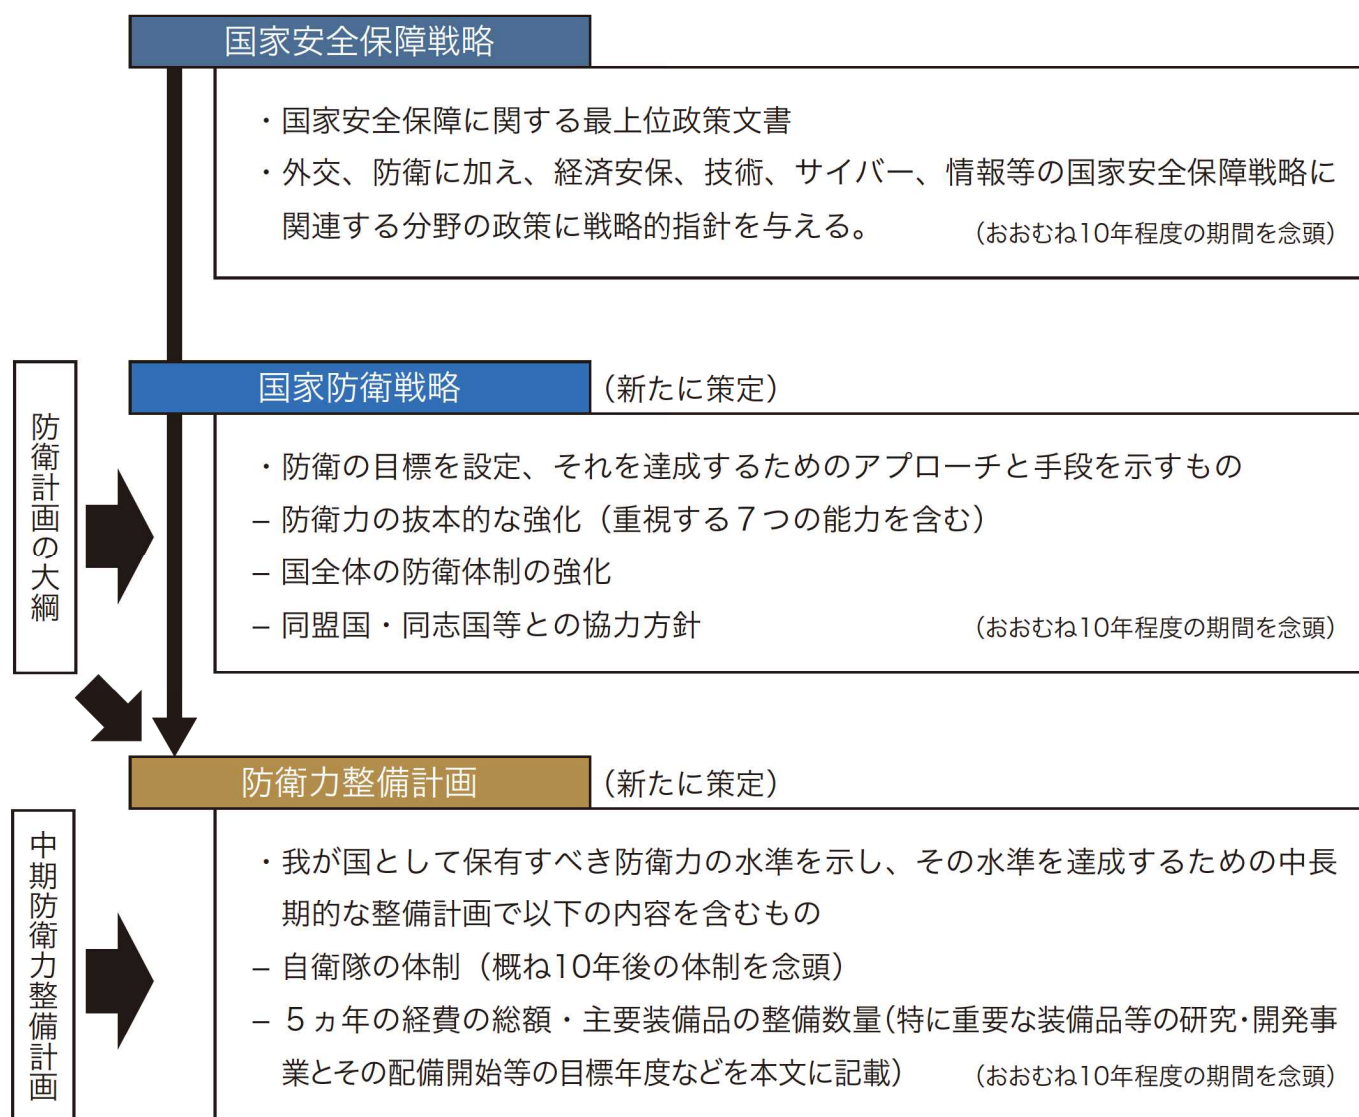 国家安全保障戦略
・国家安全保障に関する最上位政策文書
・外交、防衛に加え、経済安保、技術、サイバー、情報等の国家安全保障戦略に
関連する分野の政策に戦略的指針を与える。 （おおむね10年程度の期間を念頭）
防衛計画の大綱
国家防衛戦略 （新たに策定）
・防衛の目標を設定、それを達成するためのアプローチと手段を示すもの
– 防衛力の抜本的な強化（重視する７つの能力を含む）
– 国全体の防衛体制の強化
– 同盟国・同志国等との協力方針 （おおむね10年程度の期間を念頭）
中期防衛力整備計画
防衛力整備計画 （新たに策定）
・我が国として保有すべき防衛力の水準を示し、その水準を達成するための中長
期的な整備計画で以下の内容を含むもの
– 自衛隊の体制（概ね10年後の体制を念頭）
– ５ヵ年の経費の総額・主要装備品の整備数量（特に重要な装備品等の研究・開発事
業とその配備開始等の目標年度などを本文に記載） （おおむね10年程度の期間を念頭）